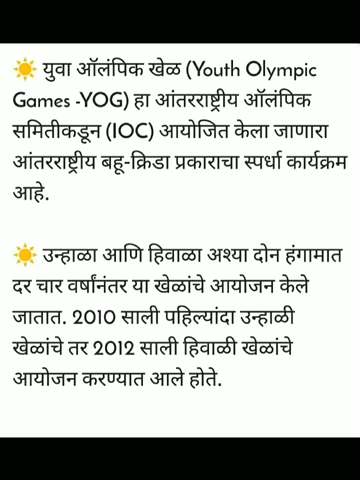 ☀️ युवा ऑलंपिक खेळ (Youth Olympic
Games -YOG) हा आंतरराष्ट्रीय ऑलंपिक
समितीकडून (IOC) आयोजित केला जाणारा
आंतरराष्ट्रीय बहू-क्रिडा प्रकाराचा स्पर्धा कार्यक्रम
आहे.
☀️ उन्हाळा आणि हिवाळा अश्या दोन हंगामात
दर चार वर्षांनंतर या खेळांचे आयोजन केले
जातात. 2010 साली पहिल्यांदा उन्हाळी
खेळांचे तर 2012 साली हिवाळी खेळांचे
आयोजन करण्यात आले होते.